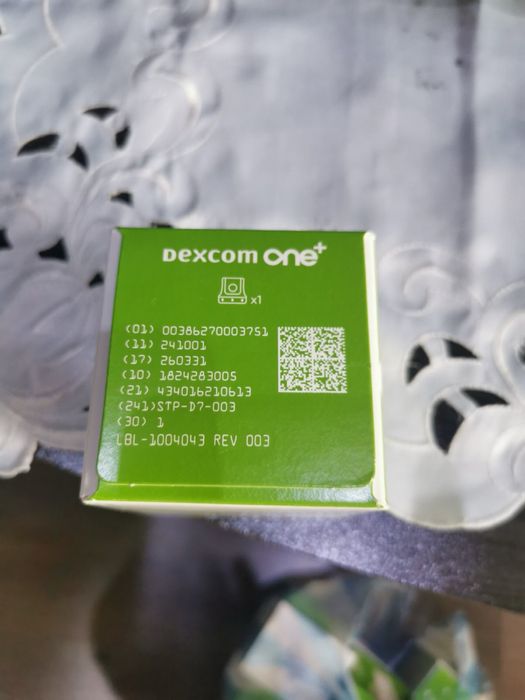 Dexcom ONE+
x1
(01) 00386270003751
(11) 241001
(17) 260331
(10) 1824283005
(21) 434016210613
(241)STP-D7-003
(30) 1
LBL-1004043 REV 003